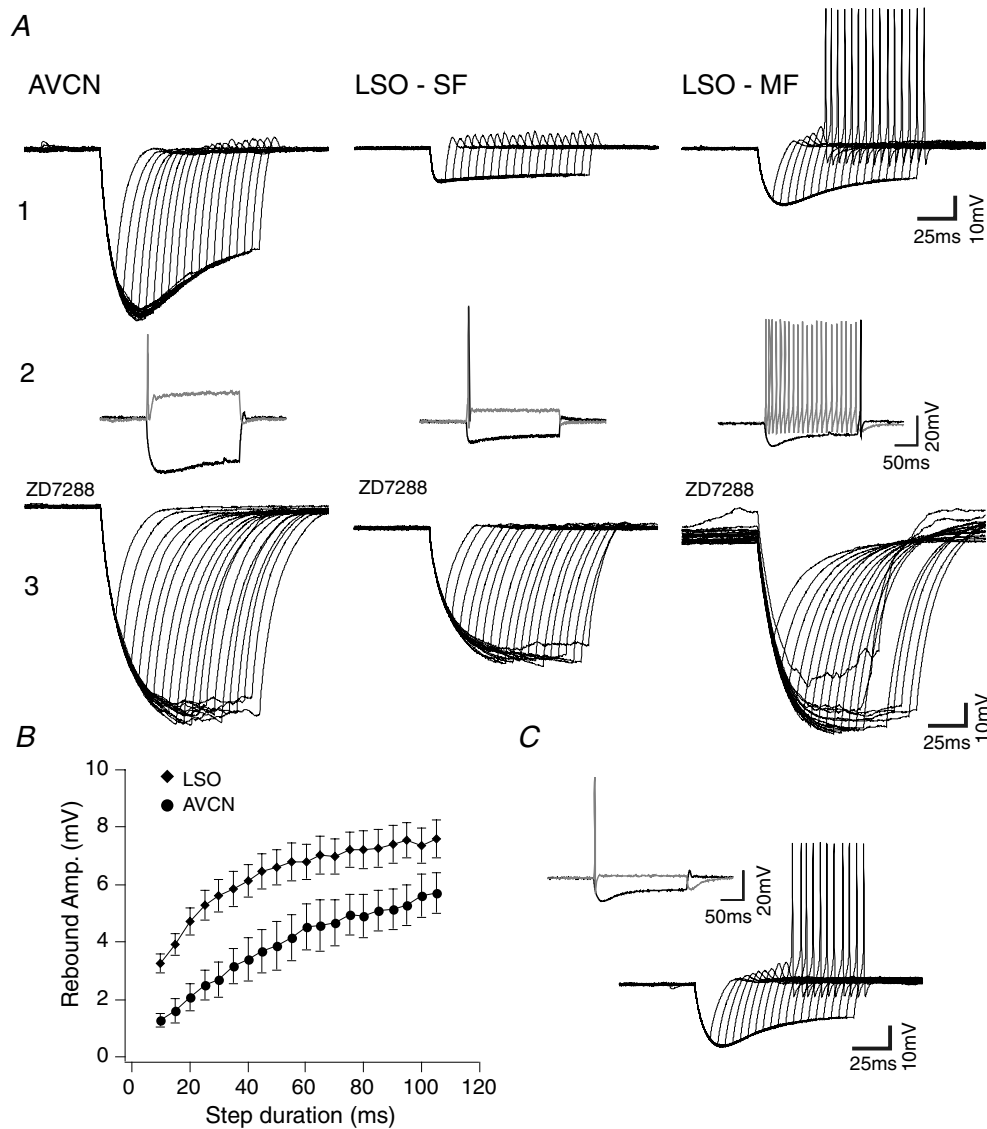 A
AVCN
LSO - SF
LSO - MF
1
25ms
10mV
2
50ms
20mV
ZD7288
ZD7288
ZD7288
3
25ms
10mV
B
C
10
8
6
4
2
0
Rebound Amp. (mV)
LSO
AVCN
0
20
40
60
80
100
120
Step duration (ms)
50ms
20mV
25ms
10mV